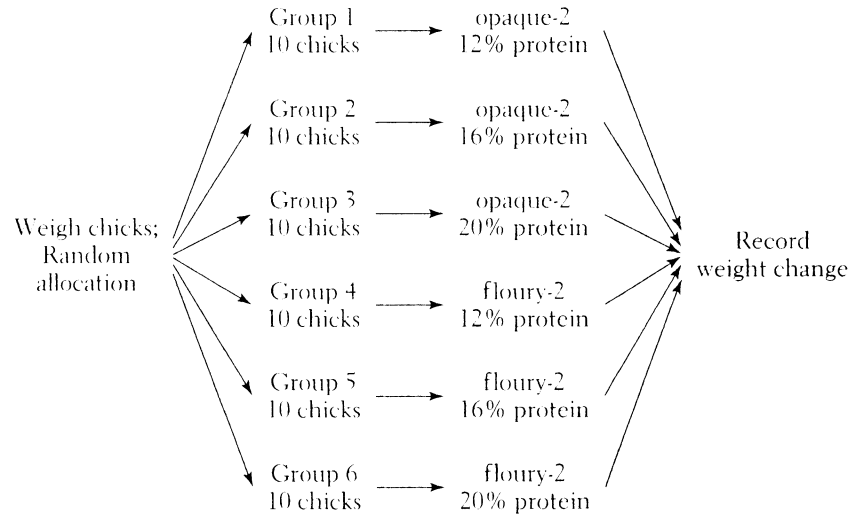 Weigh chicks;
Random
allocation
Group 1
10 chicks
opaque-2
12% protein
Group 2
10 chicks
opaque-2
16% protein
Group 3
10 chicks
opaque-2
20% protein
Group 4
10 chicks
floury-2
12% protein
Group 5
10 chicks
floury-2
16% protein
Group 6
10 chicks
floury-2
20% protein
Record
weight change